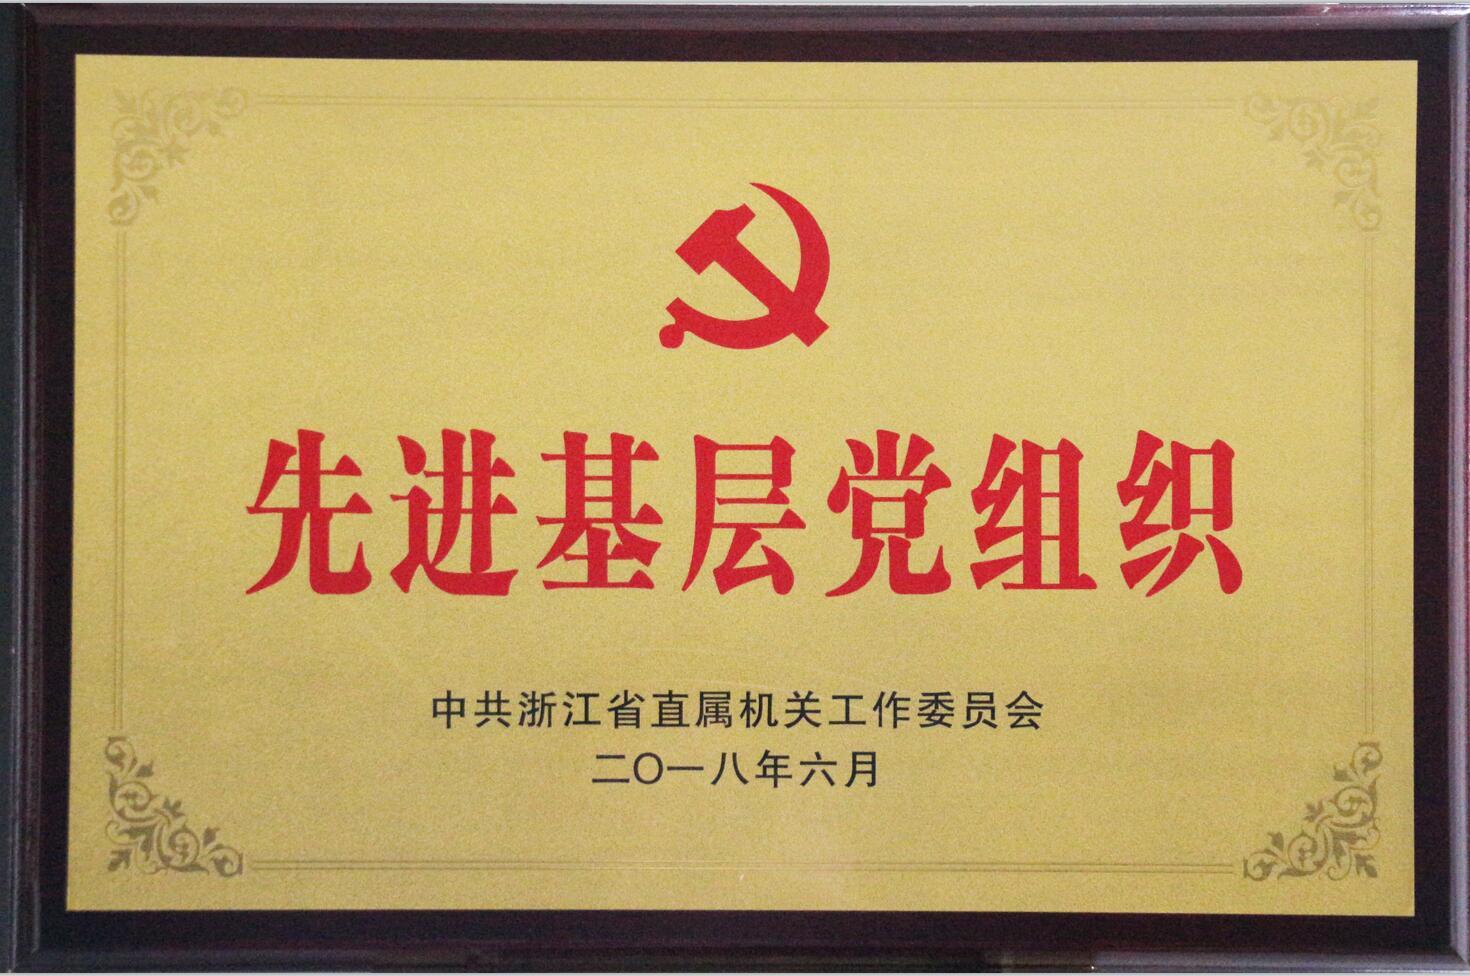 先进基层党组织
中共浙江省直属机关工作委员会
二〇一八年六月